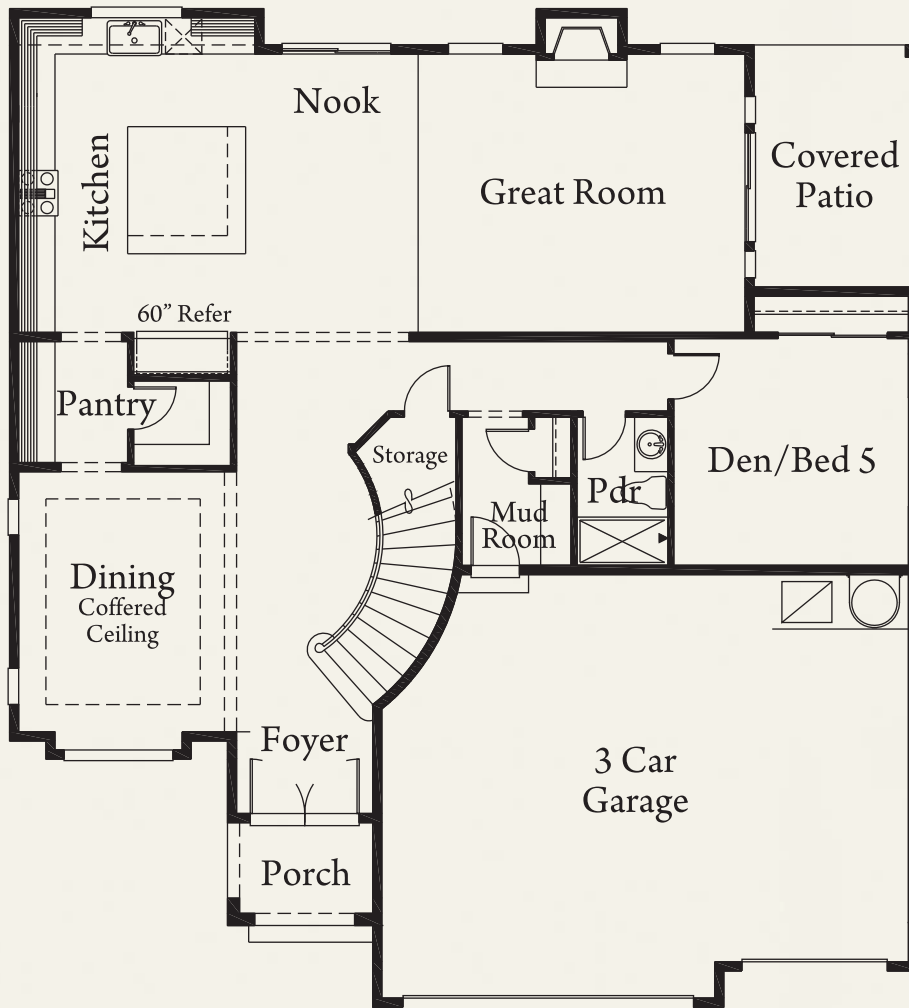 Nook
Kitchen
Great Room
Covered
Patio
60” Refer
Pantry
Storage
Den/Bed 5
Pdr
Mud
Room
Dining
Coffered
Ceiling
Foyer
3 Car
Garage
Porch